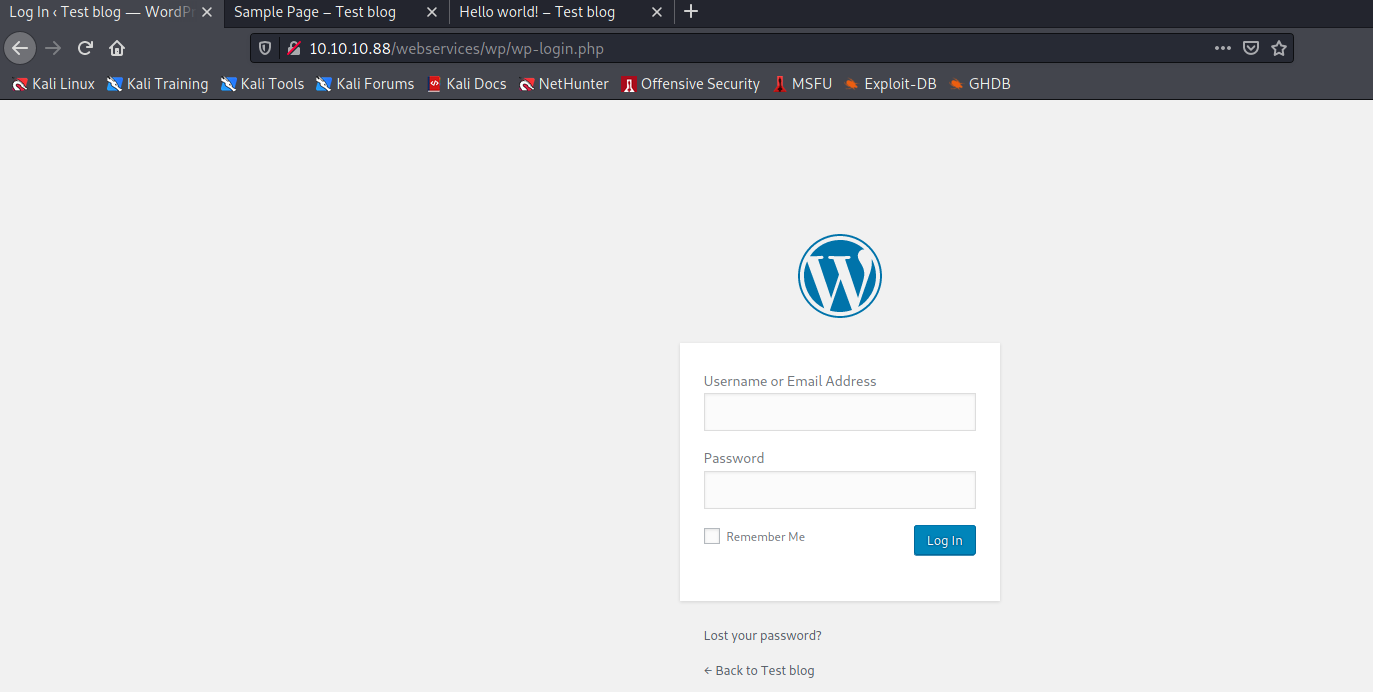 Log In ‹ Test blog — WordPr
Sample Page – Test blog
Hello world! – Test blog
10.10.10.88/webservices/wp/wp-login.php
Kali Linux Kali Training Kali Tools Kali Forums Kali Docs NetHunter Offensive Security MSFU Exploit-DB GHDB
Username or Email Address
Password
Remember Me
Log In
Lost your password?
← Back to Test blog